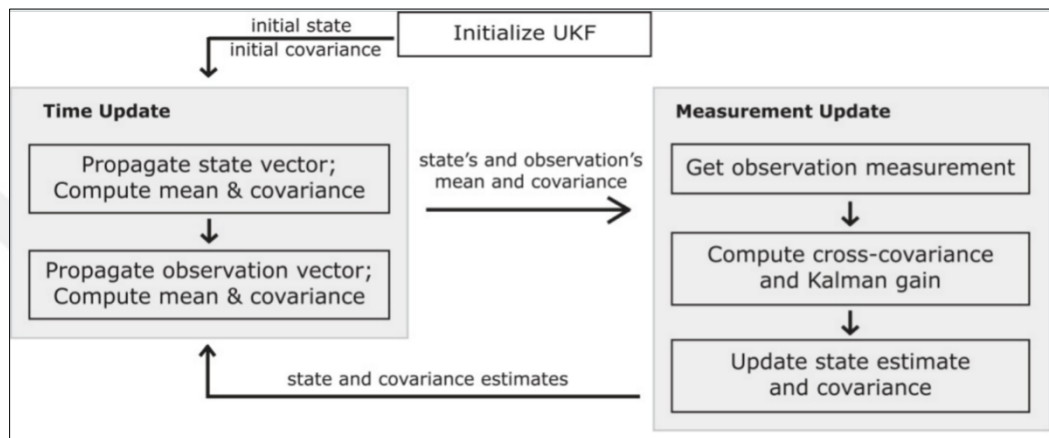 initial state
initial covariance
Initialize UKF
Time Update
Propagate state vector;
Compute mean & covariance
Propagate observation vector;
Compute mean & covariance
state’s and observation’s
mean and covariance
Measurement Update
Get observation measurement
Compute cross-covariance
and Kalman gain
Update state estimate
and covariance
state and covariance estimates